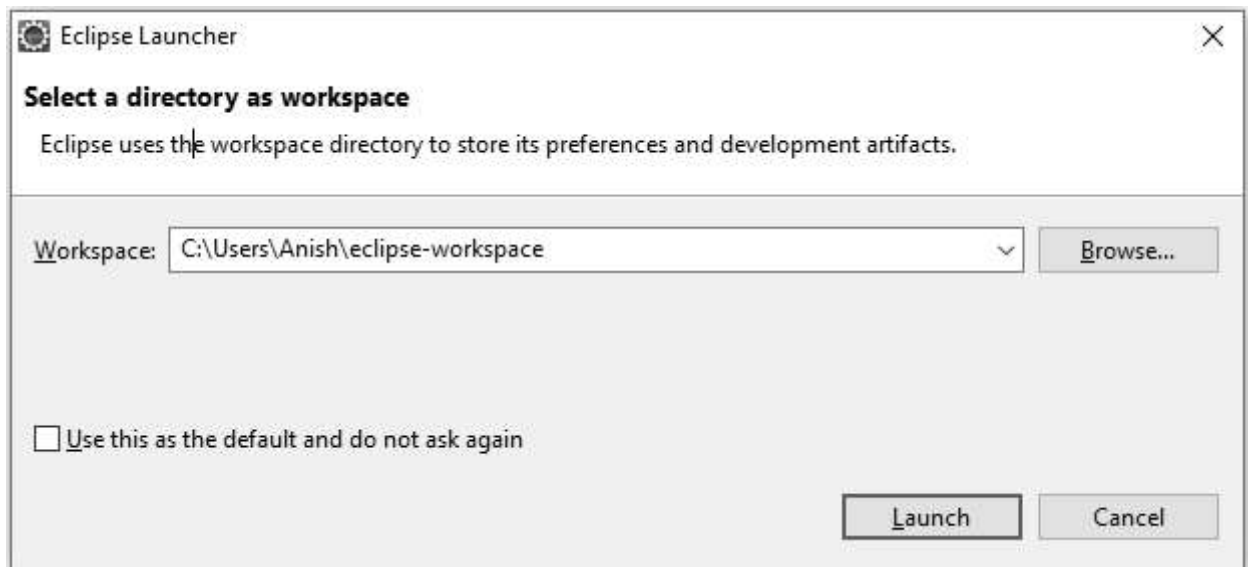 Eclipse Launcher
Select a directory as workspace
Eclipse uses the workspace directory to store its preferences and development artifacts.
Workspace: C:\Users\Anish\eclipse-workspace Browse...
Use this as the default and do not ask again
Launch Cancel